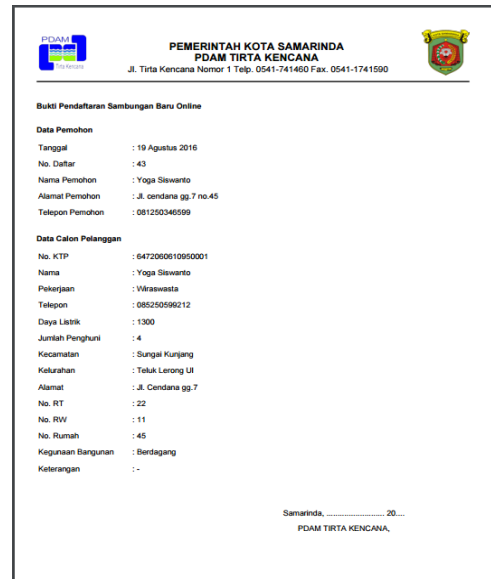 PDAM
Tirta Kencana
PEMERINTAH KOTA SAMARINDA
PDAM TIRTA KENCANA
Jl. Tirta Kencana Nomor 1 Telp. 0541-741460 Fax. 0541-1741590
Bukti Pendaftaran Sambungan Baru Online
Data Pemohon
Tanggal : 19 Agustus 2016
No. Daftar : 43
Nama Pemohon : Yoga Siswanto
Alamat Pemohon : Jl. cendana gg.7 no.45
Telepon Pemohon : 081250346599
Data Calon Pelanggan
No. KTP : 6472060610950001
Nama : Yoga Siswanto
Pekerjaan : Wiraswasta
Telepon : 085250599212
Daya Listrik : 1300
Jumlah Penghuni : 4
Kecamatan : Sungai Kunjang
Kelurahan : Teluk Lerong Ul
Alamat : Jl. Cendana gg.7
No. RT : 22
No. RW : 11
No. Rumah : 45
Kegunaan Bangunan : Berdagang
Keterangan : -
Samarinda, .......................... 20....
PDAM TIRTA KENCANA,